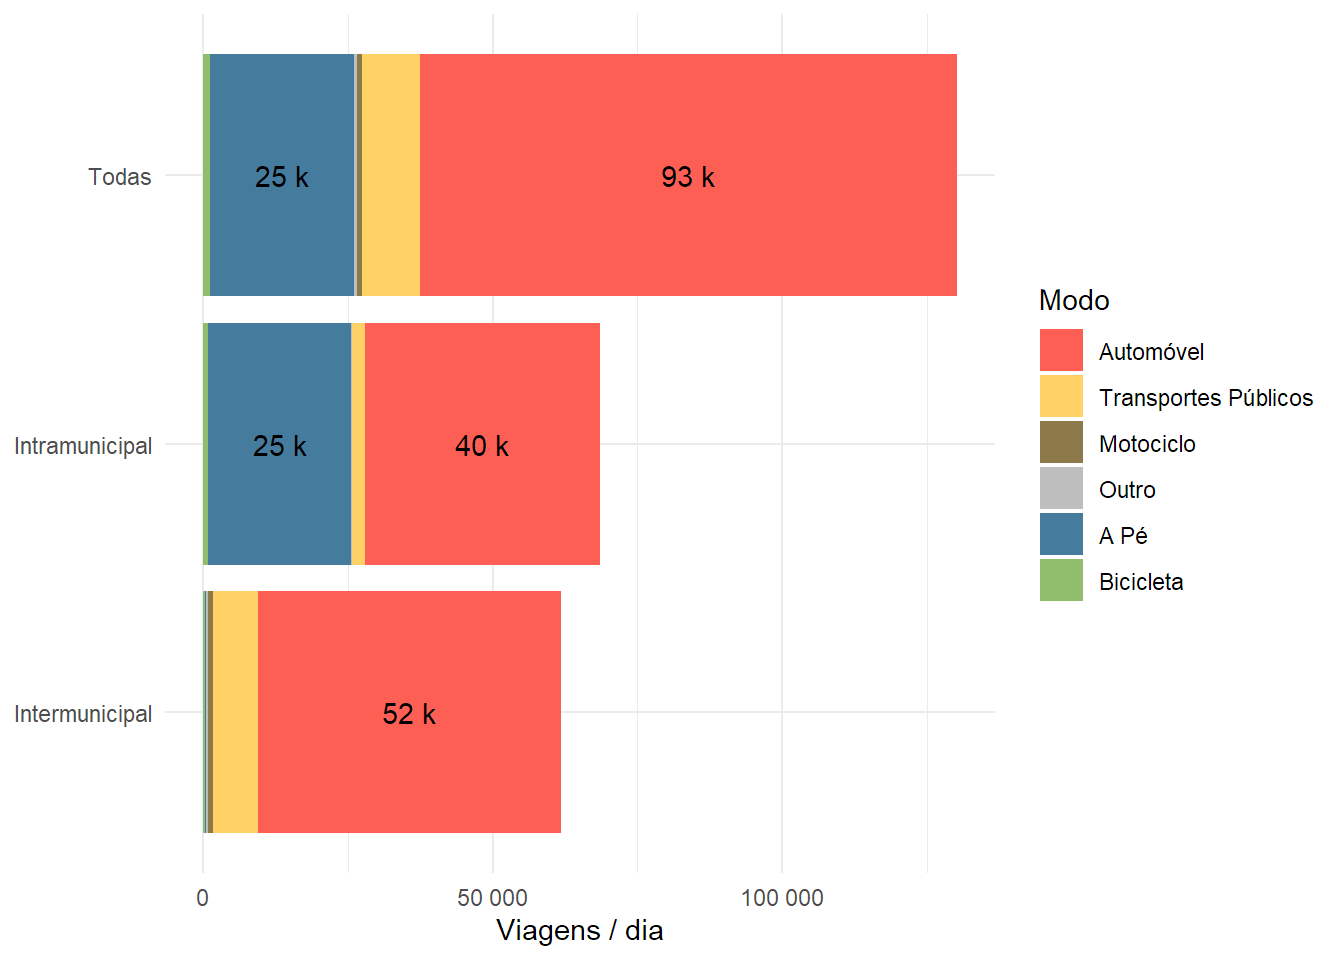 Todas
25 k
93 k
Intramunicipal
25 k
40 k
Intermunicipal
52 k
0
50 000
100 000
Viagens / dia
Modo
Automóvel
Transportes Públicos
Motociclo
Outro
A Pé
Bicicleta